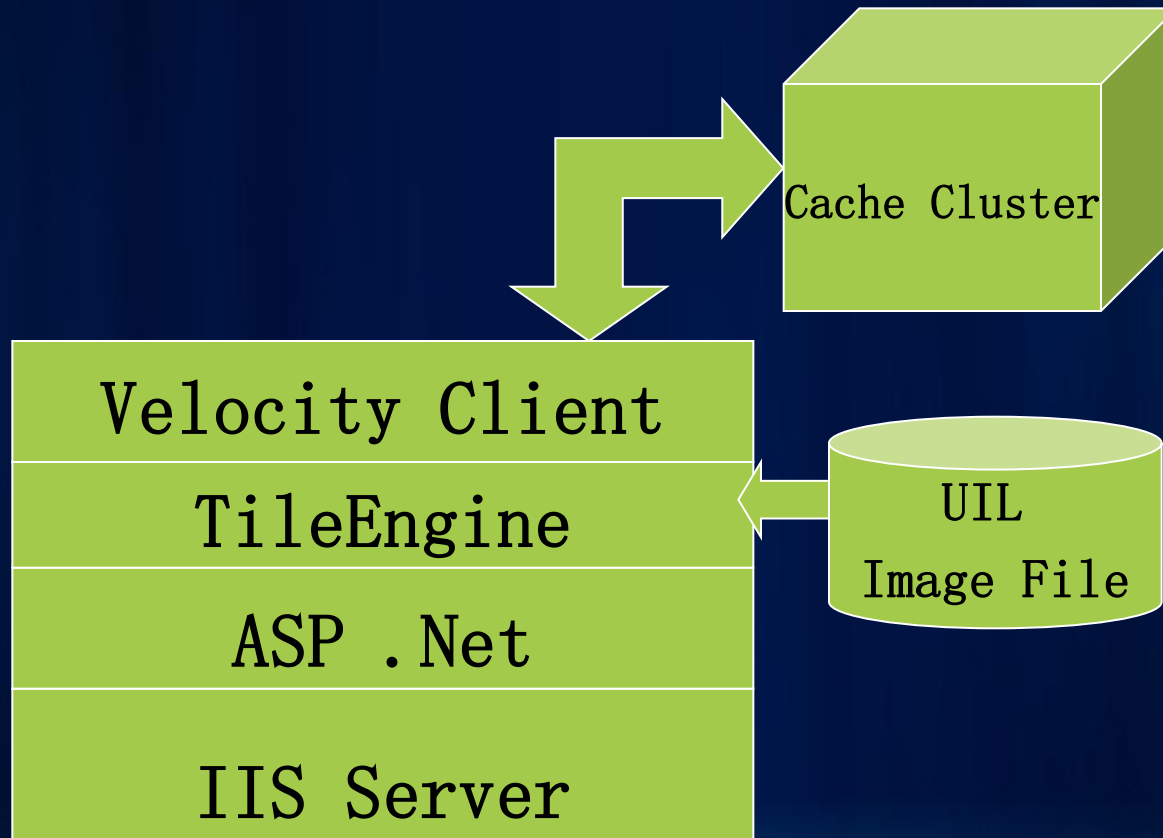 Cache Cluster
Velocity Client
TileEngine
UIL
Image File
ASP .Net
IIS Server